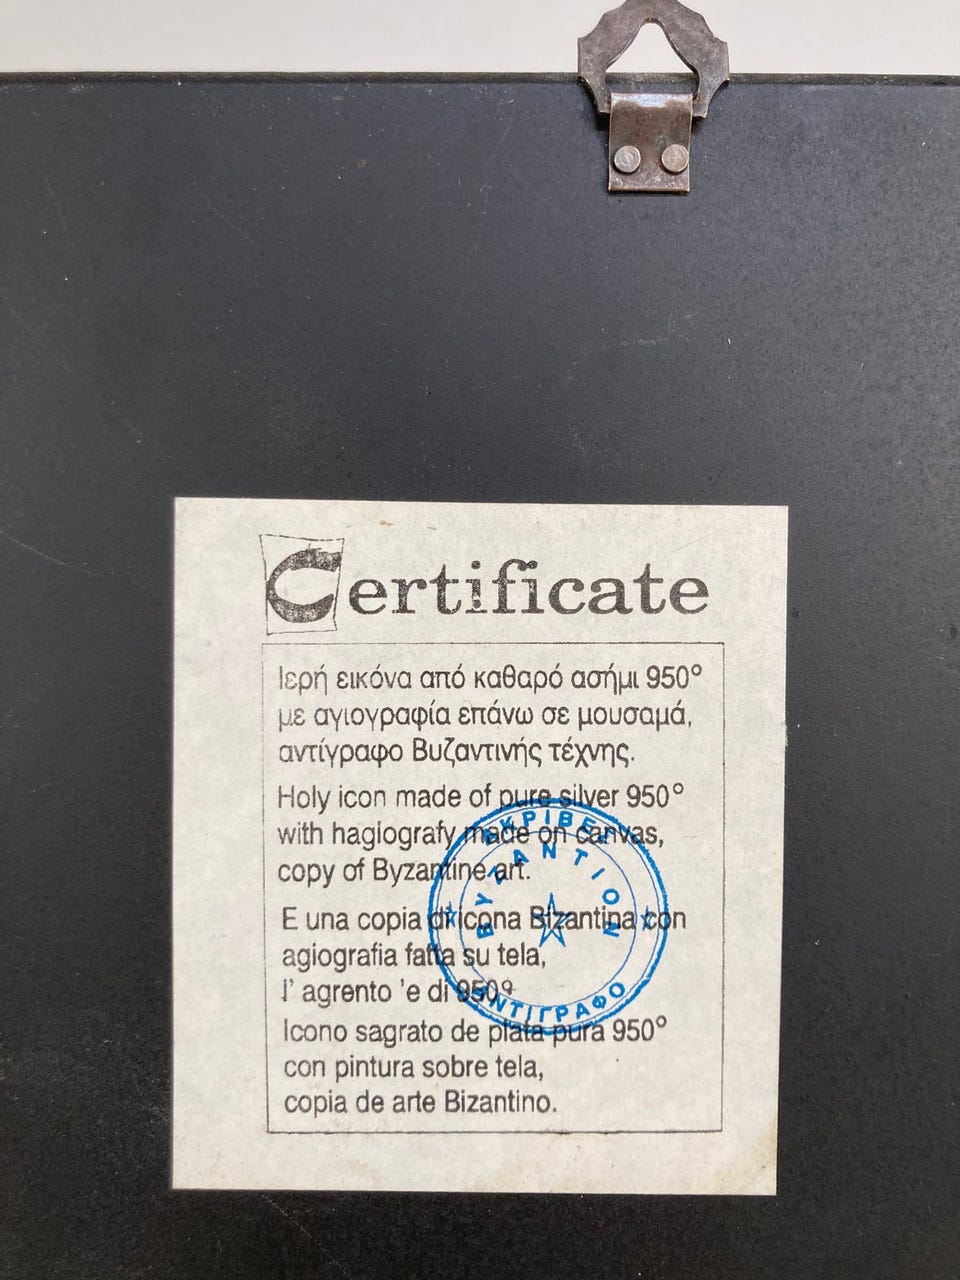 Certificate
Ιερή εικόνα από καθαρό ασήμι 950°
με αγιογραφία επάνω σε μουσαμά,
αντίγραφο Βυζαντινής τέχνης.
Holy icon made of pure silver 950°
with hagiografy made on canvas,
copy of Byzantine art.
E una copia di icona Bizantina con
agiografia fatta su tela,
l' agrento 'e di 950°
Icono sagrato de plata pura 950°
con pintura sobre tela,
copia de arte Bizantino.
ΑΚΡΙΒΕΣ
ΒΥΖΑΝΤΙΟΝ
ΑΝΤΙΓΡΑΦΟ